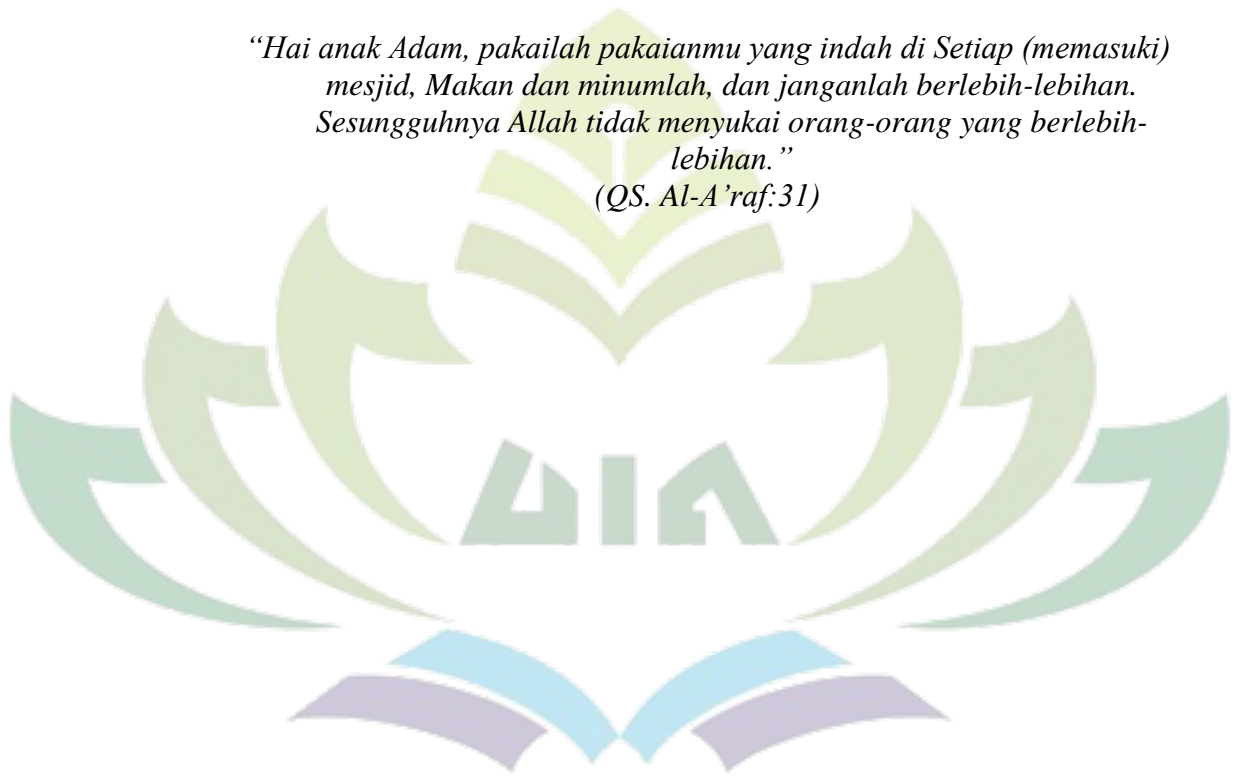 “Hai anak Adam, pakailah pakaianmu yang indah di Setiap (memasuki)
mesjid, Makan dan minumlah, dan janganlah berlebih-lebihan.
Sesungguhnya Allah tidak menyukai orang-orang yang berlebih-
lebihan.”
(QS. Al-A’raf:31)
UIN